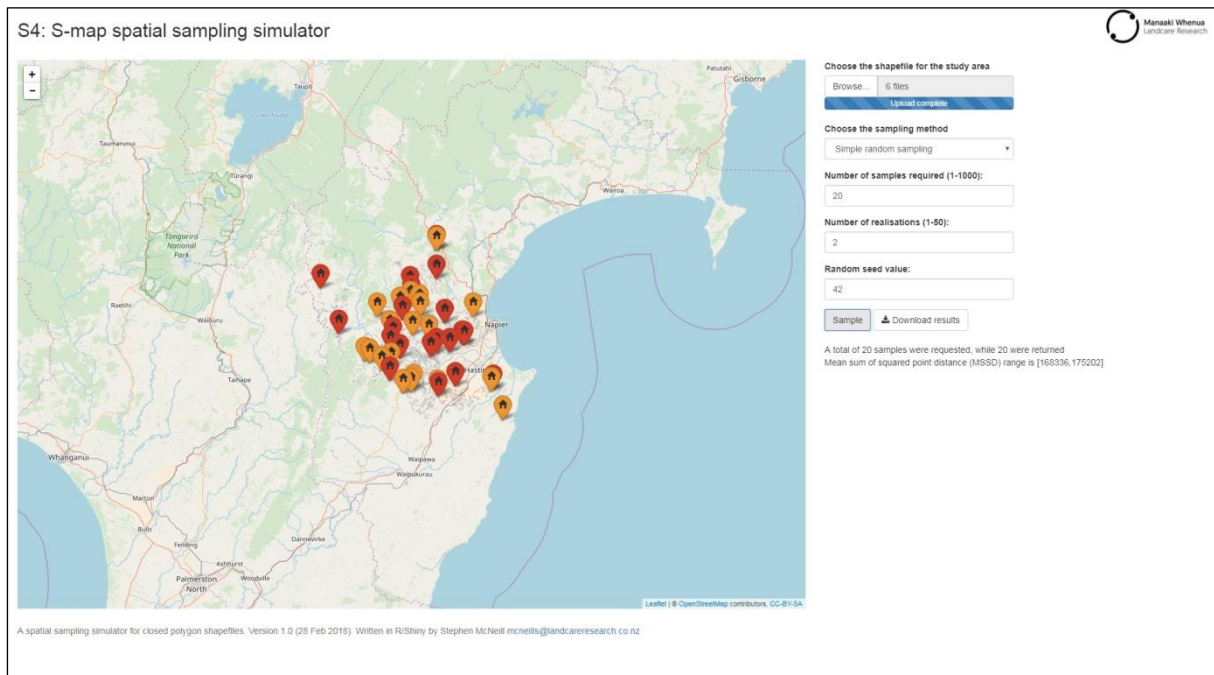 S4: S-map spatial sampling simulator
Manaaki Whenua
Landcare Research
+
−
Patutahi
Gisborne
Taupō
Lake Taupo
Taumarunui
Tūrangi
Wairoa
Tongariro
National
Park
Raetihi
Waiouru
Napier
Taihape
Hastin
Whanganui
Waipawa
Waipukurau
Marton
Bulls
Feilding
Dannevirke
Ashhurst
Palmerston
North
Woodville
Leaflet | © OpenStreetMap contributors, CC-BY-SA
Choose the shapefile for the study area
Browse... 6 files
Upload complete
Choose the sampling method
Simple random sampling
Number of samples required (1-1000):
20
Number of realisations (1-50):
2
Random seed value:
42
Sample Download results
A total of 20 samples were requested, while 20 were returned
Mean sum of squared point distance (MSSD) range is [168336,175202]
A spatial sampling simulator for closed polygon shapefiles. Version 1.0 (28 Feb 2018). Written in R/Shiny by Stephen McNeill mcneills@landcareresearch.co.nz